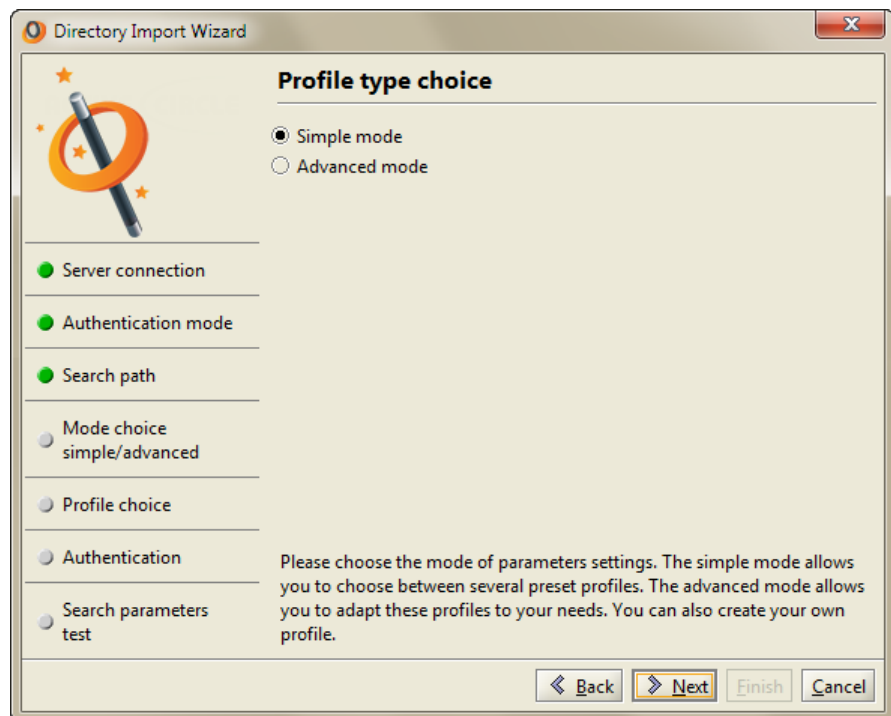 Directory Import Wizard
Profile type choice
Simple mode
Advanced mode
Server connection
Authentication mode
Search path
Mode choice
simple/advanced
Profile choice
Authentication
Search parameters
test
Please choose the mode of parameters settings. The simple mode allows
you to choose between several preset profiles. The advanced mode allows
you to adapt these profiles to your needs. You can also create your own
profile.
Back
Next
Finish
Cancel